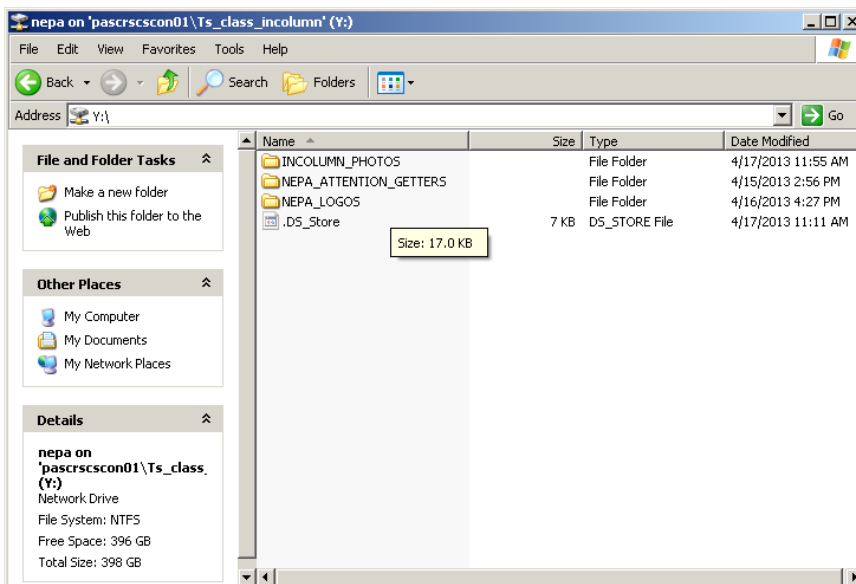 nepa on 'pascrscscon01\Ts_class_incolumn' (Y:)
File Edit View Favorites Tools Help
Back Search Folders
Address Y:\ Go
File and Folder Tasks
Make a new folder
Publish this folder to the
Web
Other Places
My Computer
My Documents
My Network Places
Details
nepa on
'pascrscscon01\Ts_class_
(Y:)
Network Drive
File System: NTFS
Free Space: 396 GB
Total Size: 398 GB
Name Size Type Date Modified
INCOLUMN_PHOTOS File Folder 4/17/2013 11:55 AM
NEPA_ATTENTION_GETTERS File Folder 4/15/2013 2:56 PM
NEPA_LOGOS File Folder 4/16/2013 4:27 PM
.DS_Store 7 KB DS_STORE File 4/17/2013 11:11 AM
Size: 17.0 KB